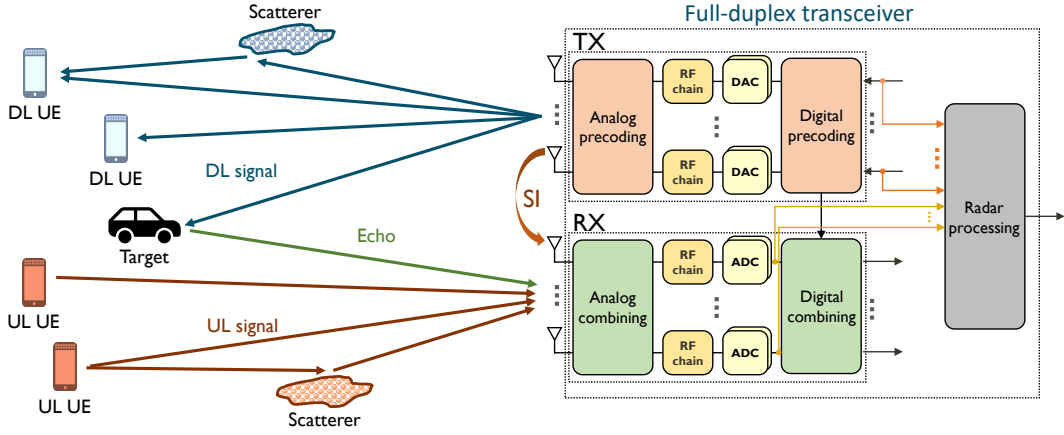 Scatterer
Full-duplex transceiver
TX
DL UE
Analog
precoding
RF
chain
DAC
Digital
precoding
RF
chain
DAC
DL UE
DL signal
SI
Radar
processing
Target
Echo
RX
UL UE
UL signal
Analog
combining
RF
chain
ADC
Digital
combining
RF
chain
ADC
UL UE
Scatterer